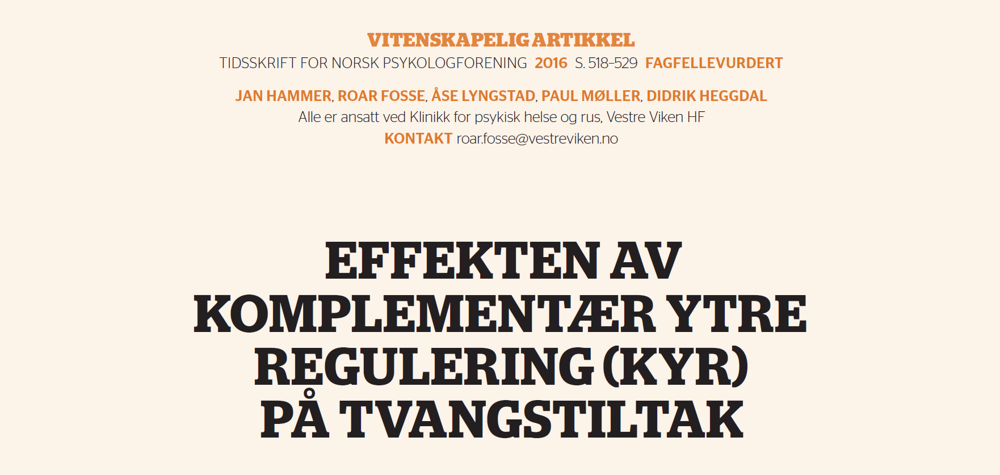 VITENSKAPELIG ARTIKKEL
TIDSSKRIFT FOR NORSK PSYKOLOGFORENING 2016 S. 518–529 FAGFELLEVURDERT
JAN HAMMER, ROAR FOSSE, ÅSE LYNGSTAD, PAUL MØLLER, DIDRIK HEGGDAL
Alle er ansatt ved Klinikk for psykisk helse og rus, Vestre Viken HF
KONTAKT roar.fosse@vestreviken.no
EFFEKTEN AV
KOMPLEMENTÆR YTRE
REGULERING (KYR)
PÅ TVANGSTILTAK